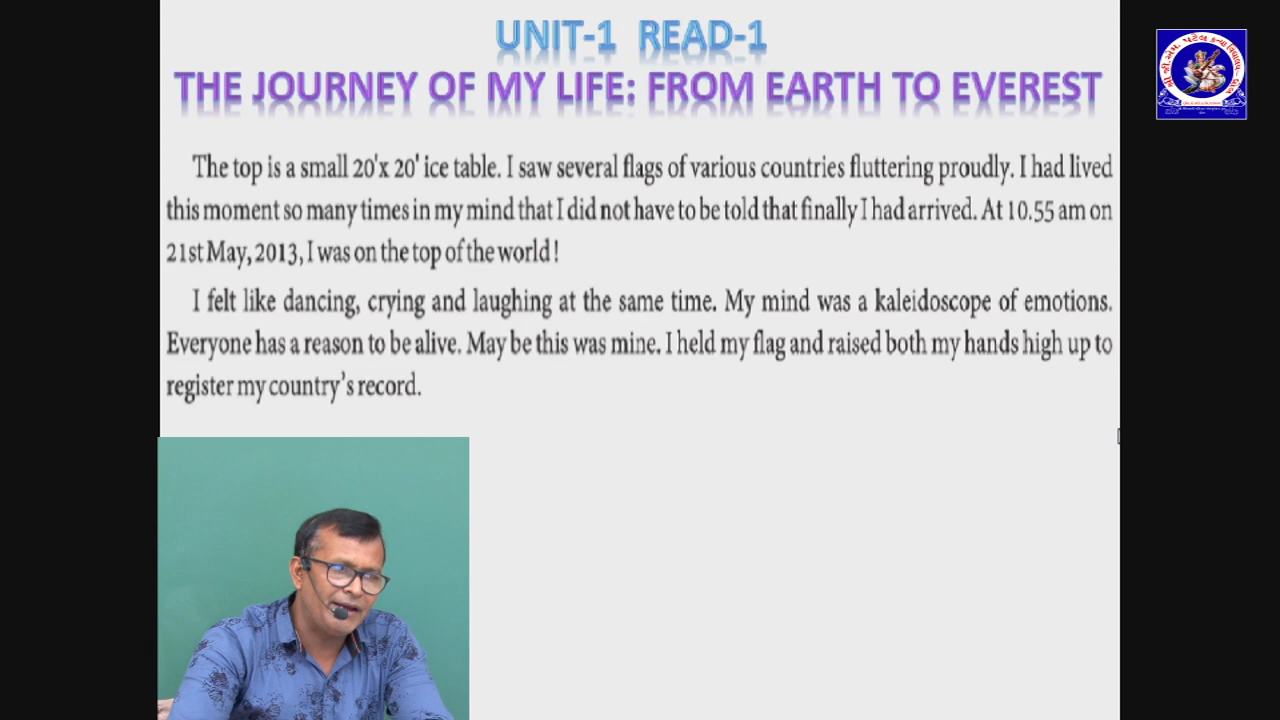 UNIT-1 READ-1
THE JOURNEY OF MY LIFE: FROM EARTH TO EVEREST
The top is a small 20'x 20' ice table. I saw several flags of various countries fluttering proudly. I had lived
this moment so many times in my mind that I did not have to be told that finally I had arrived. At 10.55 am on
21st May, 2013, I was on the top of the world!
I felt like dancing, crying and laughing at the same time. My mind was a kaleidoscope of emotions.
Everyone has a reason to be alive. May be this was mine. I held my flag and raised both my hands high up to
register my country's record.